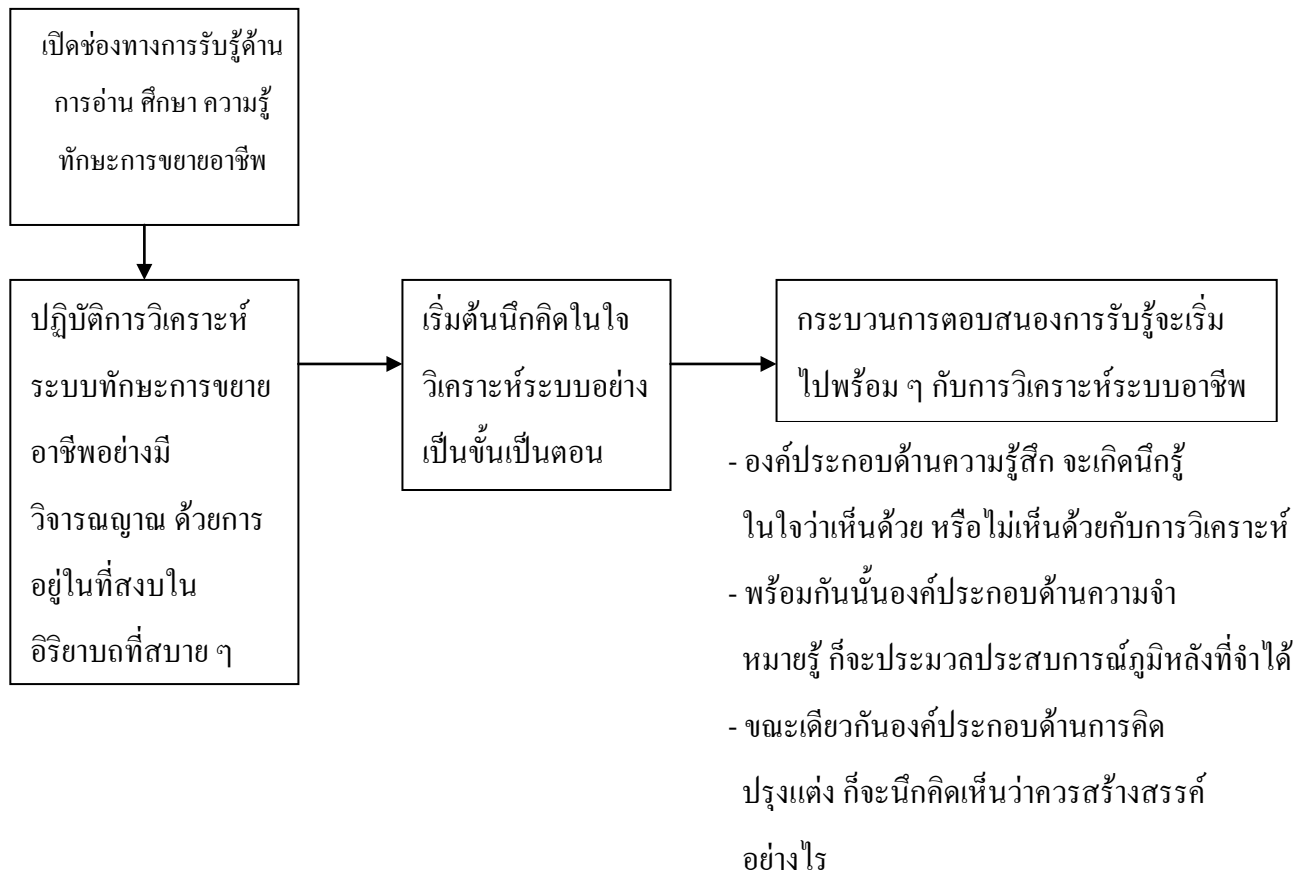 เปิดช่องทางการรับรู้ด้าน
การอ่าน ศึกษา ความรู้
ทักษะการขยายอาชีพ
ปฏิบัติการวิเคราะห์
ระบบทักษะการขยาย
อาชีพอย่างมี
วิจารณญาณ ด้วยการ
อยู่ในที่สงบใน
อิริยาบถที่สบาย ๆ
เริ่มต้นนึกคิดในใจ
วิเคราะห์ระบบอย่าง
เป็นขั้นเป็นตอน
กระบวนการตอบสนองการรับรู้จะเริ่ม
ไปพร้อม ๆ กับการวิเคราะห์ระบบอาชีพ
- องค์ประกอบด้านความรู้สึก จะเกิดนึกรู้
ในใจว่าเห็นด้วย หรือไม่เห็นด้วยกับการวิเคราะห์
- พร้อมกันนั้นองค์ประกอบด้านความจำ
หมายรู้ ก็จะประมวลประสบการณ์ภูมิหลังที่จำได้
- ขณะเดียวกันองค์ประกอบด้านการคิด
ปรุงแต่ง ก็จะนึกคิดเห็นว่าควรสร้างสรรค์
อย่างไร